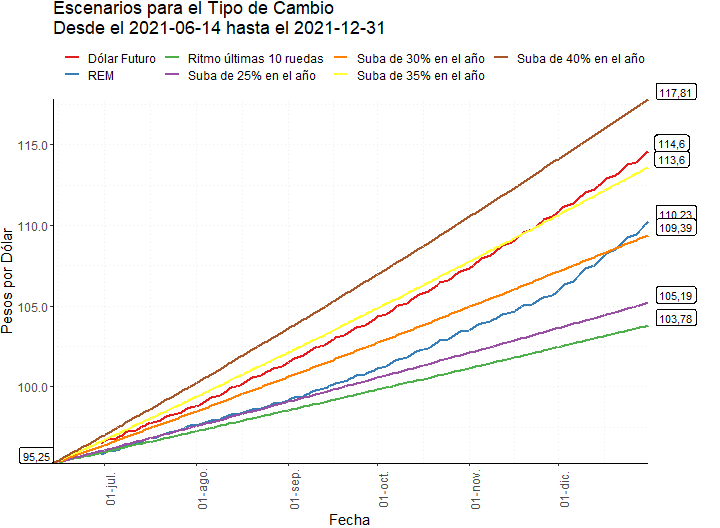 Escenarios para el Tipo de Cambio
Desde el 2021-06-14 hasta el 2021-12-31
Dólar Futuro
Ritmo últimas 10 ruedas
Suba de 30% en el año
Suba de 40% en el año
REM
Suba de 25% en el año
Suba de 35% en el año
117,81
115.0
114,6
113,6
110.0
110,23
109,39
105.0
105,19
103,78
100.0
95,25
Pesos por Dólar
01-jul.
01-ago.
01-sep.
01-oct.
01-nov.
01-dic.
Fecha